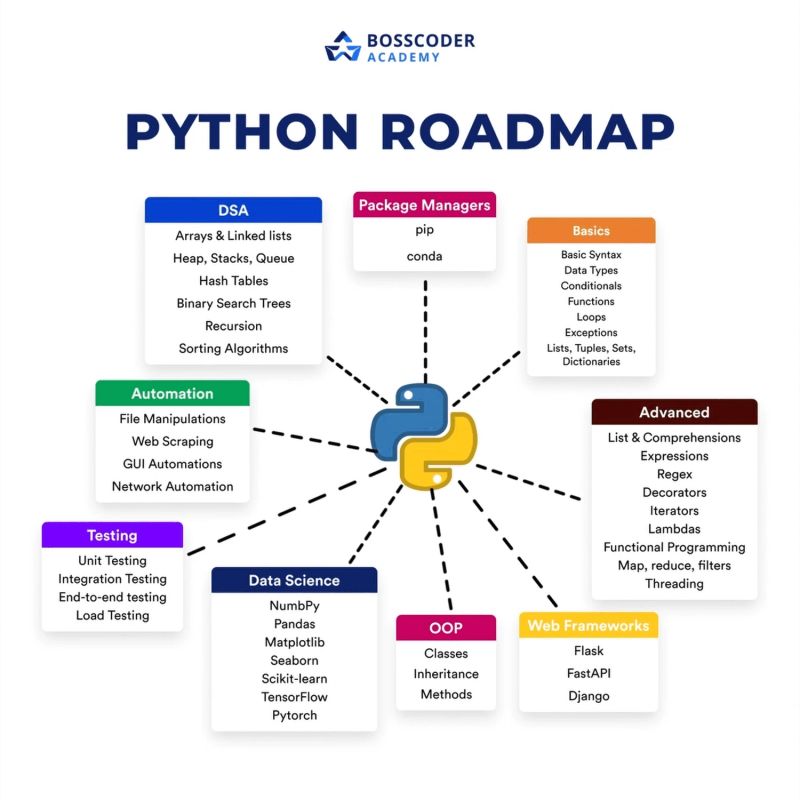 BOSSCODER
ACADEMY
PYTHON ROADMAP
DSA
Arrays & Linked lists
Heap, Stacks, Queue
Hash Tables
Binary Search Trees
Recursion
Sorting Algorithms
Package Managers
pip
conda
Basics
Basic Syntax
Data Types
Conditionals
Functions
Loops
Exceptions
Lists, Tuples, Sets,
Dictionaries
Automation
File Manipulations
Web Scraping
GUI Automations
Network Automation
Advanced
List & Comprehensions
Expressions
Regex
Decorators
Iterators
Lambdas
Functional Programming
Map, reduce, filters
Threading
Testing
Unit Testing
Integration Testing
End-to-end testing
Load Testing
Data Science
NumbPy
Pandas
Matplotlib
Seaborn
Scikit-learn
TensorFlow
Pytorch
OOP
Classes
Inheritance
Methods
Web Frameworks
Flask
FastAPI
Django